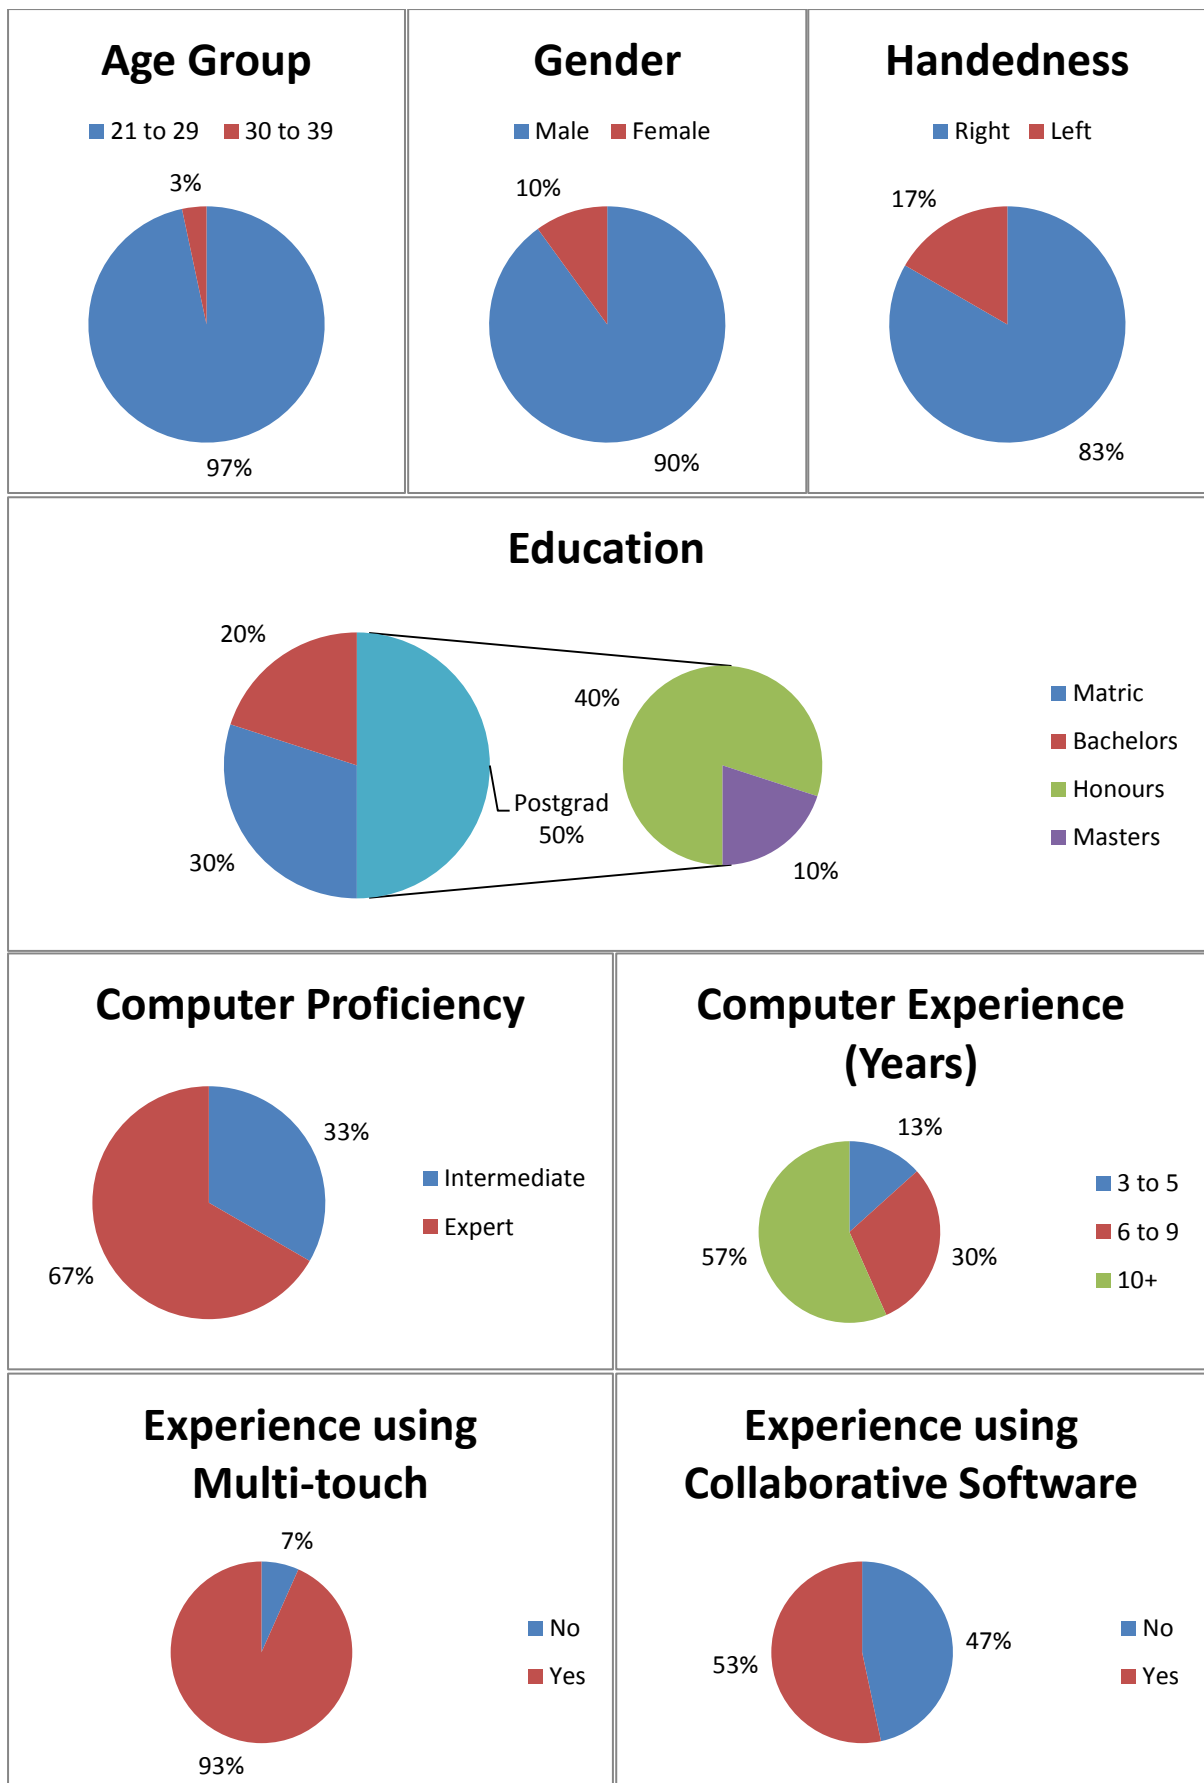 Age Group
21 to 29 30 to 39
3%
97%
Gender
Male Female
10%
90%
Handedness
Right Left
17%
83%
Education
20%
30%
Postgrad
50%
40%
10%
Matric
Bachelors
Honours
Masters
Computer Proficiency
33%
67%
Intermediate
Expert
Computer Experience
(Years)
13%
30%
57%
3 to 5
6 to 9
10+
Experience using
Multi-touch
7%
93%
No
Yes
Experience using
Collaborative Software
47%
53%
No
Yes